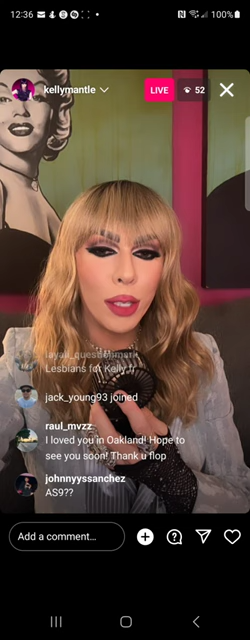 12:36
100%
kellymantle
LIVE
52
Lesbians for Kelly
jack_young93 joined
raul_mvzz
I loved you in Oakland! Hope to
see you soon! Thank u flop
johnnyyssanchez
AS9??
Add a comment...